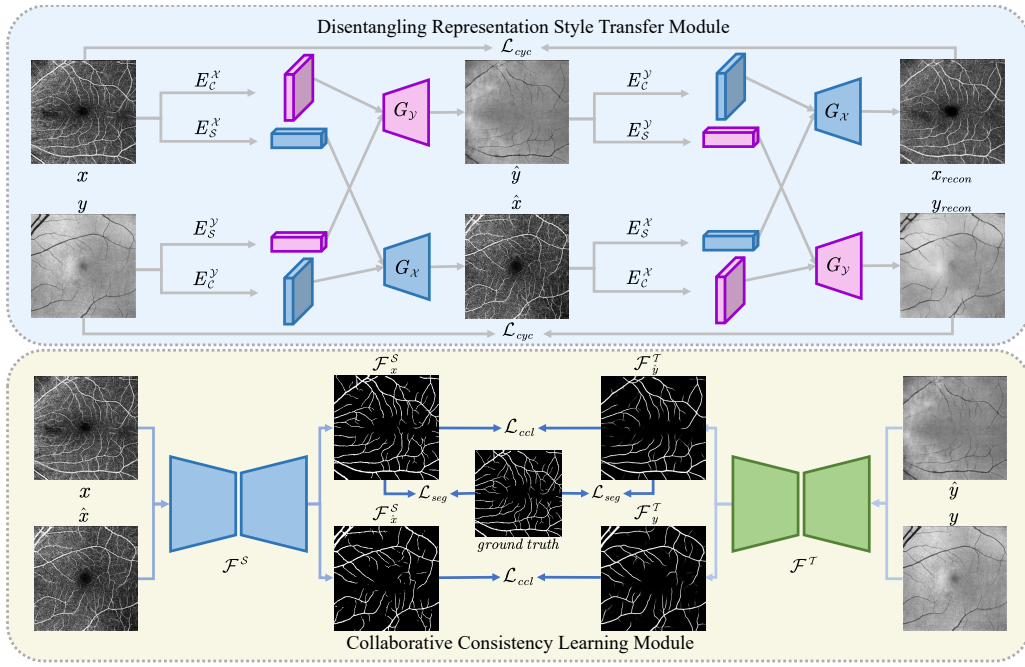 Disentangling Representation Style Transfer Module
ℒ_cyc
E_𝒞^𝒳
E_𝒮^𝒳
G_𝒴
E_𝒞^𝒴
E_𝒮^𝒴
G_𝒳
x
ŷ
x_recon
y
x̂
y_recon
E_𝒮^𝒴
E_𝒞^𝒴
G_𝒳
E_𝒮^𝒳
E_𝒞^𝒳
G_𝒴
ℒ_cyc
ℱ_x^𝒮
ℱ_ŷ^𝒯
ℒ_ccl
x
ŷ
ℒ_seg
ℒ_seg
x̂
ℱ_x̂^𝒮
ground truth
ℱ_y^𝒯
y
ℱ^𝒮
ℒ_ccl
ℱ^𝒯
Collaborative Consistency Learning Module